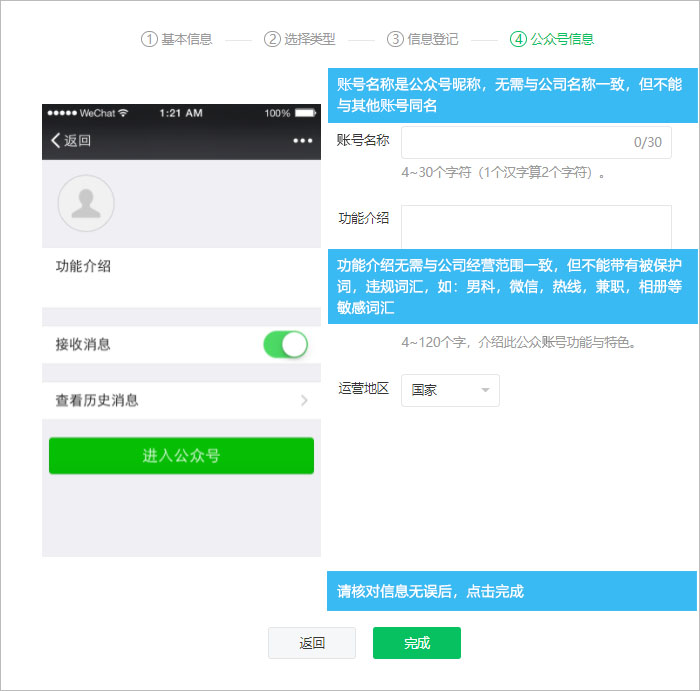 ① 基本信息 ② 选择类型 ③ 信息登记 ④ 公众号信息
账号名称是公众号昵称，无需与公司名称一致，但不能
与其他账号同名
WeChat 1:21 AM 100%
返回
账号名称 0/30
4~30个字符（1个汉字算2个字符）。
功能介绍
功能介绍
功能介绍无需与公司经营范围一致，但不能带有被保护
词，违规词汇，如：男科，微信，热线，兼职，相册等
敏感词汇
接收消息
4~120个字，介绍此公众账号功能与特色。
运营地区 国家
查看历史消息
进入公众号
请核对信息无误后，点击完成
返回 完成